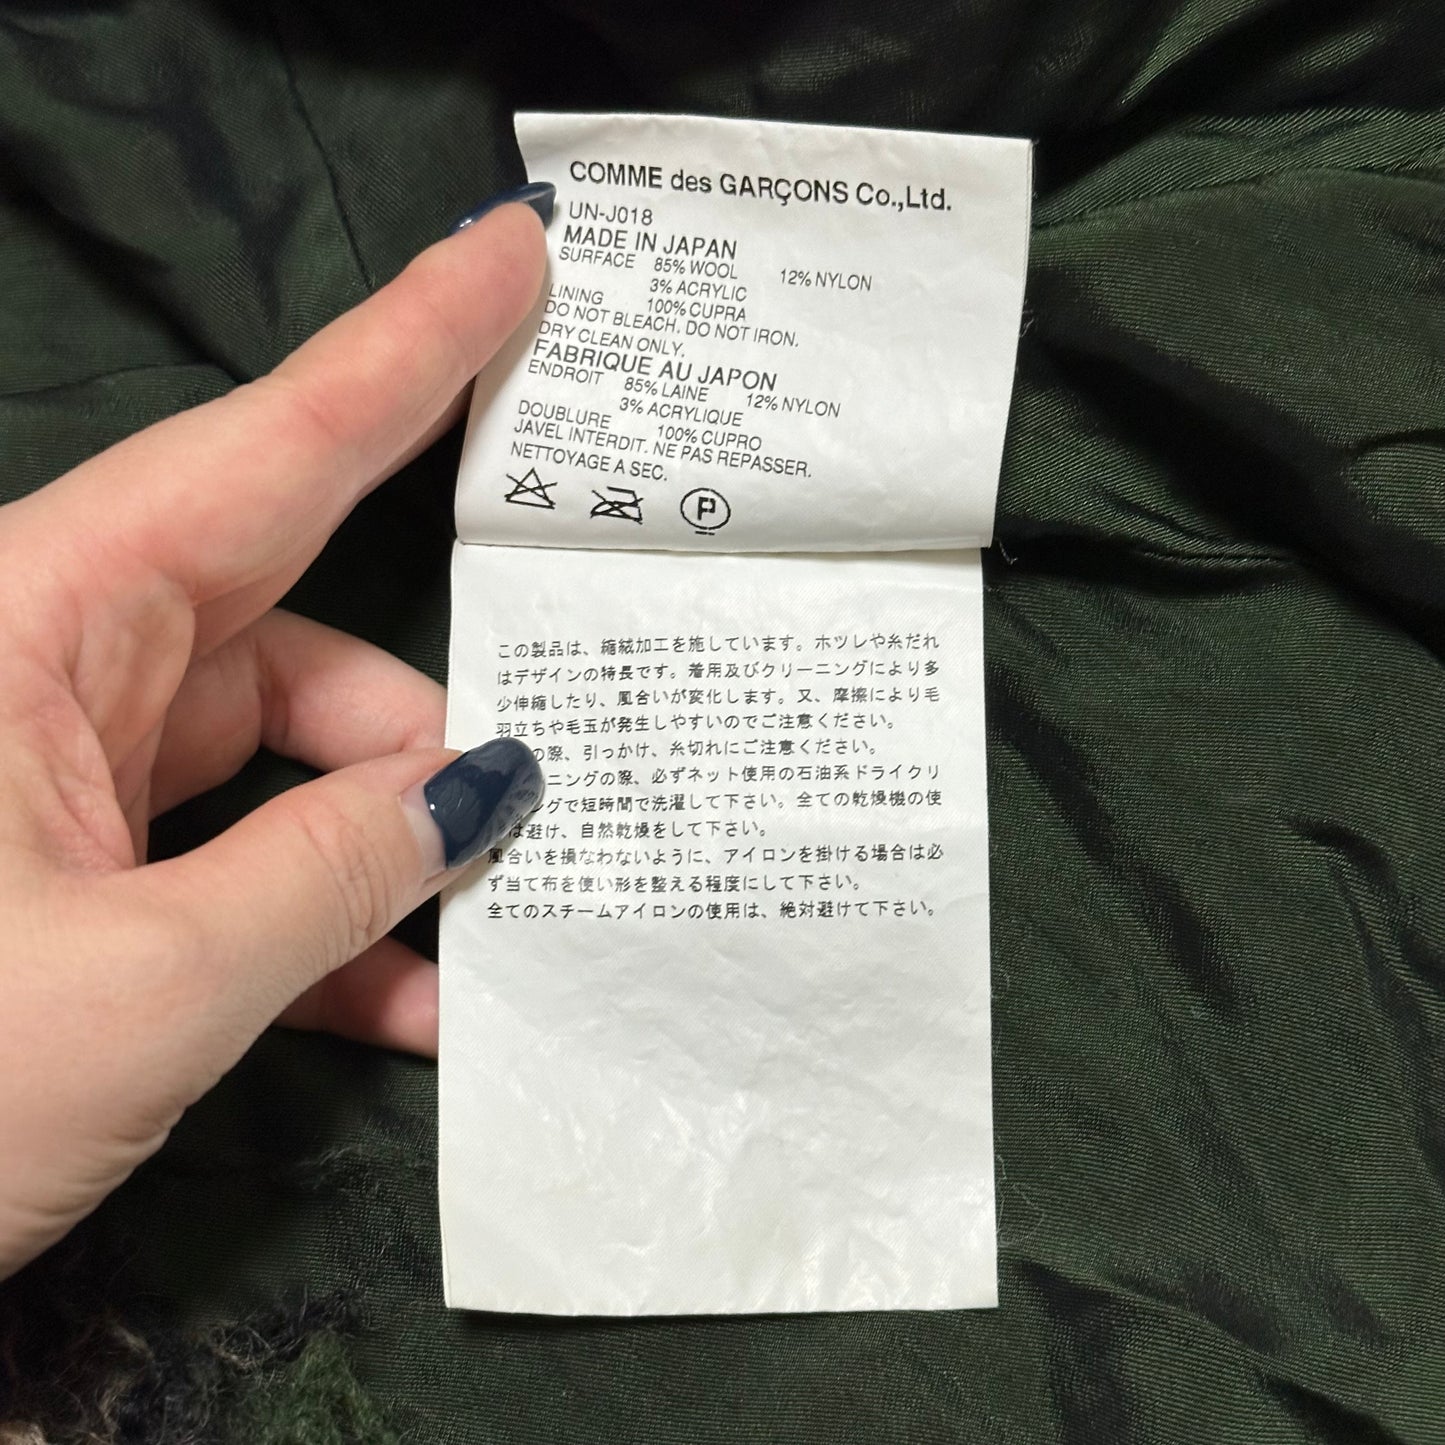 COMME des GARÇONS Co.,Ltd.
UN-J018
MADE IN JAPAN
SURFACE 85% WOOL 12% NYLON
3% ACRYLIC
LINING 100% CUPRA
DO NOT BLEACH. DO NOT IRON.
DRY CLEAN ONLY.
FABRIQUE AU JAPON
ENDROIT 85% LAINE 12% NYLON
3% ACRYLIQUE
DOUBLURE 100% CUPRO
JAVEL INTERDIT. NE PAS REPASSER.
NETTOYAGE A SEC.
P
この製品は、縮絨加工を施しています。ホツレや糸だれ
はデザインの特長です。着用及びクリーニングにより多
少伸縮したり、風合いが変化します。又、摩擦により毛
羽立ちや毛玉が発生しやすいのでご注意ください。
の際、引っかけ、糸切れにご注意ください。
ニングの際、必ずネット使用の石油系ドライクリ
ングで短時間で洗濯して下さい。全ての乾燥機の使
は避け、自然乾燥をして下さい。
風合いを損なわないように、アイロンを掛ける場合は必
ず当て布を使い形を整える程度にして下さい。
全てのスチームアイロンの使用は、絶対避けて下さい。